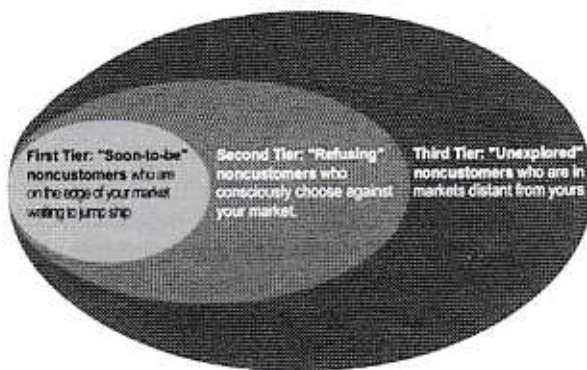 First Tier: "Soon-to-be"
noncustomers who are
on the edge of your market
waiting to jump ship
Second Tier: "Refusing"
noncustomers who
consciously choose against
your market.
Third Tier: "Unexplored"
noncustomers who are in
markets distant from yours